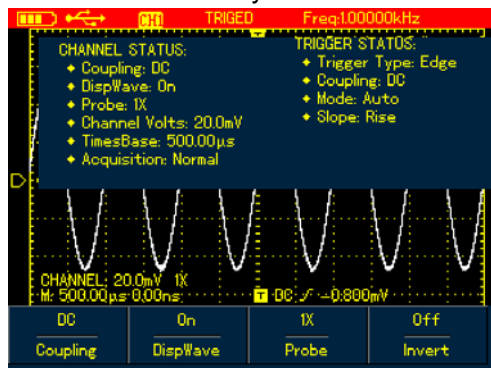 CH1 TRIGED Freq:1.00000kHz
CHANNEL STATUS:
Coupling: DC
DispWave: On
Probe: 1X
Channel Volts: 20.0mV
TimesBase: 500.00µs
Acquisition: Normal
TRIGGER STATUS:
Trigger Type: Edge
Coupling: DC
Mode: Auto
Slope: Rise
CHANNEL: 20.0mV 1X
M: 500.00µs 0.00ns T DC -0.800mV
DC On 1X Off
Coupling DispWave Probe Invert